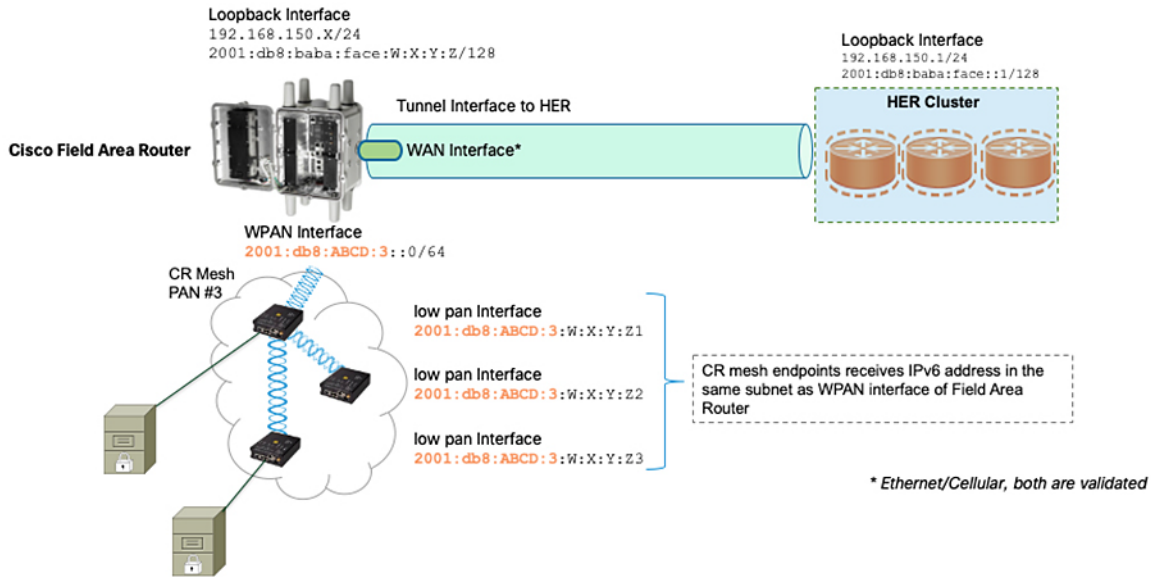 Loopback Interface
192.168.150.X/24
2001:db8:baba:face:W:X:Y:Z/128
Loopback Interface
192.168.150.1/24
2001:db8:baba:face::1/128
HER Cluster
Tunnel Interface to HER
Cisco Field Area Router
WAN Interface*
WPAN Interface
2001:db8:ABCD:3::0/64
CR Mesh
PAN #3
low pan Interface
2001:db8:ABCD:3:W:X:Y:Z1
low pan Interface
2001:db8:ABCD:3:W:X:Y:Z2
low pan Interface
2001:db8:ABCD:3:W:X:Y:Z3
CR mesh endpoints receives IPv6 address in the
same subnet as WPAN interface of Field Area
Router
* Ethernet/Cellular, both are validated